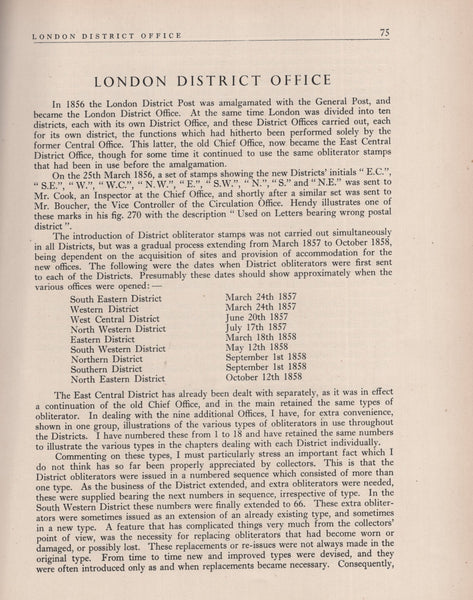 LONDON DISTRICT OFFICE 75
LONDON DISTRICT OFFICE
In 1856 the London District Post was amalgamated with the General Post, and
became the London District Office. At the same time London was divided into ten
districts, each with its own District Office, and these District Offices carried out, each
for its own district, the functions which had hitherto been performed solely by the
former Central Office. This latter, the old Chief Office, now became the East Central
District Office, though for some time it continued to use the same obliterator stamps
that had been in use before the amalgamation.
On the 25th March 1856, a set of stamps showing the new Districts' initials " E.C.",
" S.E.", " W.", " W.C.", " N.W.", " E.", " S.W.", " N.", " S." and " N.E." was sent to
Mr. Cook, an Inspector at the Chief Office, and shortly after a similar set was sent to
Mr. Boucher, the Vice Controller of the Circulation Office. Hendy illustrates one of
these marks in his fig. 270 with the description " Used on Letters bearing wrong postal
district ".
The introduction of District obliterator stamps was not carried out simultaneously
in all Districts, but was a gradual process extending from March 1857 to October 1858,
being dependent on the acquisition of sites and provision of accommodation for the
new offices. The following were the dates when District obliterators were first sent
to each of the Districts. Presumably these dates should show approximately when the
various offices were opened: —
South Eastern District March 24th 1857
Western District March 24th 1857
West Central District June 20th 1857
North Western District July 17th 1857
Eastern District March 18th 1858
South Western District May 12th 1858
Northern District September 1st 1858
Southern District September 1st 1858
North Eastern District October 12th 1858
The East Central District has already been dealt with separately, as it was in effect
a continuation of the old Chief Office, and in the main retained the same types of
obliterator. In dealing with the nine additional Offices, I have, for extra convenience,
shown in one group, illustrations of the various types of obliterators in use throughout
the Districts. I have numbered these from 1 to 18 and have retained the same numbers
to illustrate the various types in the chapters dealing with each District individually.
Commenting on these types, I must particularly stress an important fact which I
do not think has so far been properly appreciated by collectors. This is that the
District obliterators were issued in a numbered sequence which consisted of more than
one type. As the business of the District extended, and extra obliterators were needed,
these were supplied bearing the next numbers in sequence, irrespective of type. In the
South Western District these numbers were finally extended to 66. These extra obliter-
ators were sometimes issued as an extension of an already existing type, and sometimes
in a new type. A feature that has complicated things very much from the collectors'
point of view, was the necessity for replacing obliterators that had become worn or
damaged, or possibly lost. These replacements or re-issues were not always made in the
original type. From time to time new and improved types were devised, and they
were often introduced only as and when replacements became necessary. Consequently,